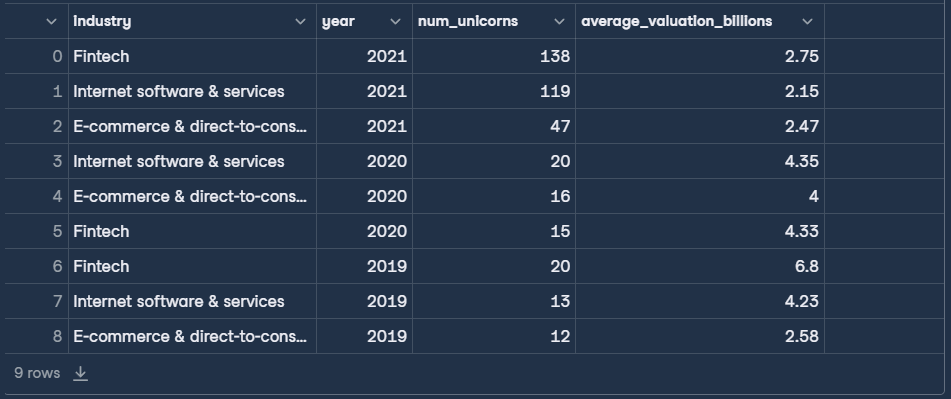 industry year num_unicorns average_valuation_billions
0 Fintech 2021 138 2.75
1 Internet software & services 2021 119 2.15
2 E-commerce & direct-to-cons... 2021 47 2.47
3 Internet software & services 2020 20 4.35
4 E-commerce & direct-to-cons... 2020 16 4
5 Fintech 2020 15 4.33
6 Fintech 2019 20 6.8
7 Internet software & services 2019 13 4.23
8 E-commerce & direct-to-cons... 2019 12 2.58
9 rows